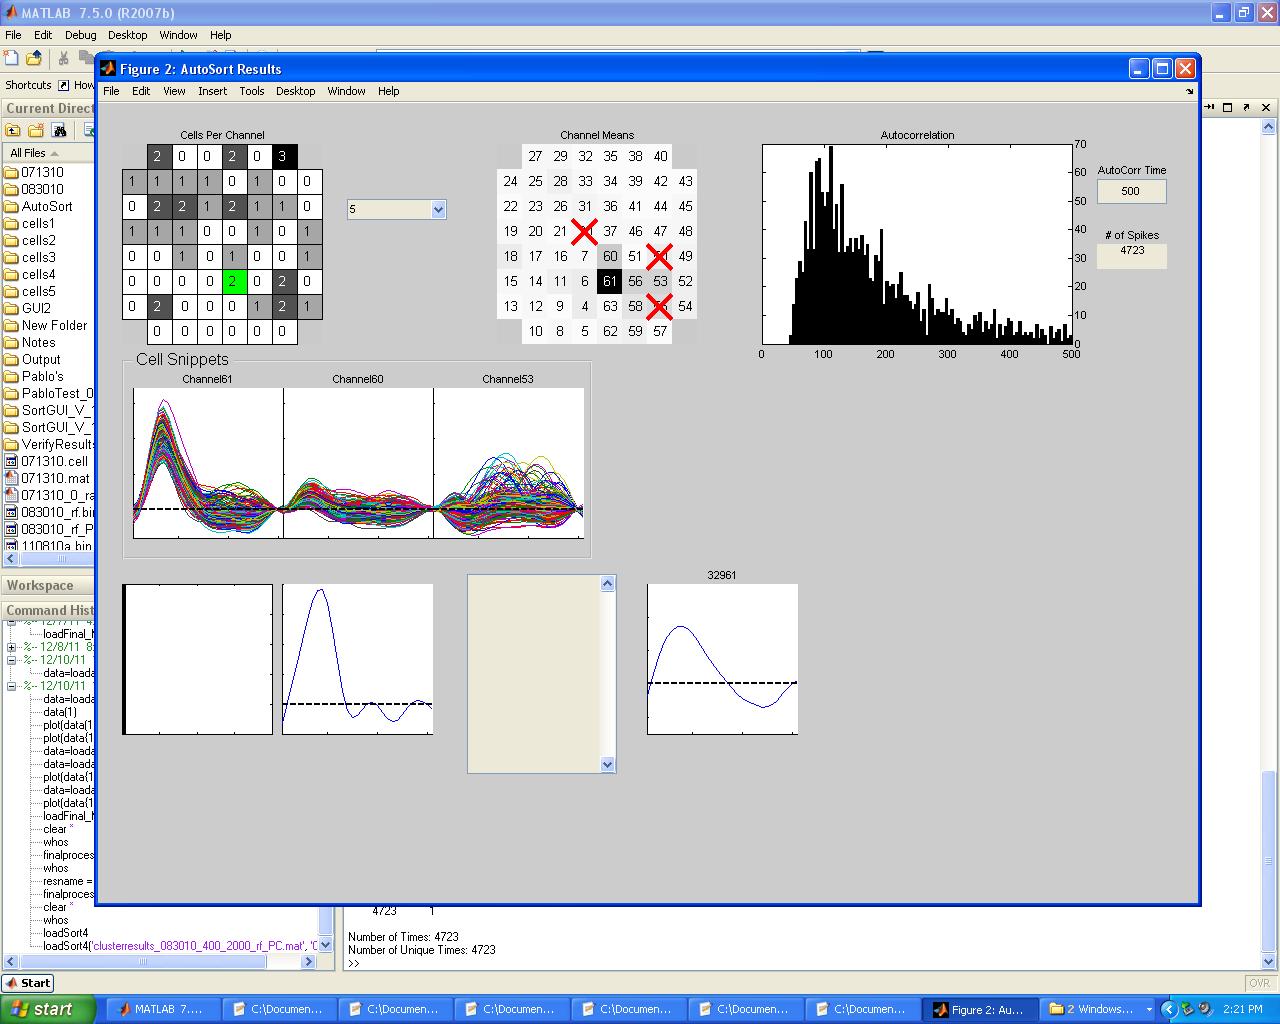 MATLAB 7.5.0 (R2007b)
File Edit Debug Desktop Window Help
Shortcuts How
Current Direct
All Files
071310
083010
AutoSort
cells1
cells2
cells3
cells4
cells5
GUI2
New Folder
Notes
Output
Pablo's
PabloTest_0
SortGUI_V_
SortGUI_V_
VerifyResults
071310.cell
071310.mat
071310_0_ra
083010_rf.bin
083010_rf_P
110810a.bin
Workspace
Command Hist
loadFinal_
%-- 12/8/11 8:
%-- 12/10/11
data=loada
%-- 12/10/11
data=loada
data(1)
plot(data{1
plot(data{1
data=loada
data=loada
plot(data{1
data=loada
plot(data{1
loadFinal_
clear *
whos
finalproces
whos
resname =
finalproces
clear *
whos
loadSort4
loadSort4('clusterresults_083010_400_2000_rf_PC.mat', 'C
Figure 2: AutoSort Results
File Edit View Insert Tools Desktop Window Help
Cells Per Channel
2 0 0 2 0 3
1 1 1 1 0 1 0 0
0 2 2 1 2 1 1 0
1 1 1 0 0 1 0 1
0 0 1 0 1 0 0 1
0 0 0 0 2 0 2 0
0 2 0 0 0 1 2 1
0 0 0 0 0 0
5
Channel Means
27 29 32 35 38 40
24 25 28 33 34 39 42 43
22 23 26 31 36 41 44 45
19 20 21 37 46 47 48
18 17 16 7 60 51 49
15 14 11 6 61 56 53 52
13 12 9 4 63 58 54
10 8 5 62 59 57
Autocorrelation
70
60
50
40
30
20
10
0
0 100 200 300 400 500
AutoCorr Time
500
# of Spikes
4723
Cell Snippets
Channel61 Channel60 Channel53
32961
4723 1
Number of Times: 4723
Number of Unique Times: 4723
>>
Start
OVR
start
MATLAB 7....
C:\Documen...
C:\Documen...
C:\Documen...
C:\Documen...
C:\Documen...
C:\Documen...
Figure 2: Au...
2 Windows...
2:21 PM